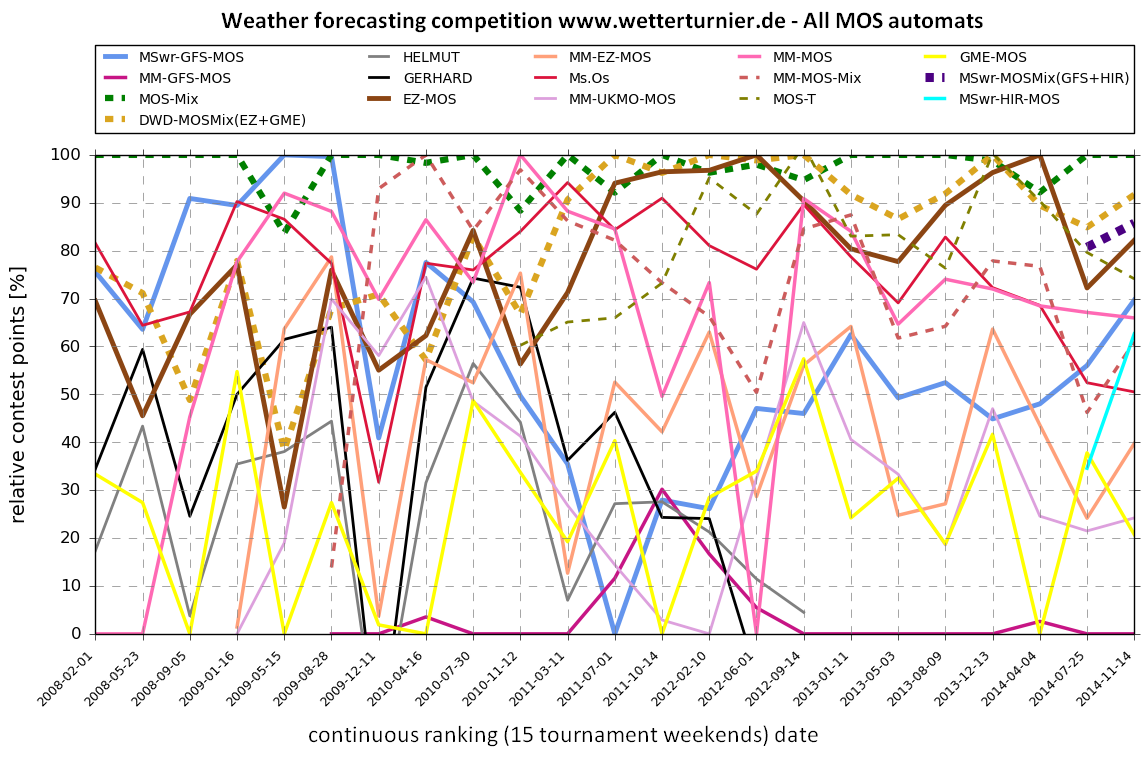 Weather forecasting competition www.wetterturnier.de - All MOS automats
MSwr-GFS-MOS HELMUT MM-EZ-MOS MM-MOS GME-MOS
MM-GFS-MOS GERHARD Ms.Os MM-MOS-Mix MSwr-MOSMix(GFS+HIR)
MOS-Mix EZ-MOS MM-UKMO-MOS MOS-T MSwr-HIR-MOS
DWD-MOSMix(EZ+GME)
relative contest points [%]
100
90
80
70
60
50
40
30
20
10
0
2008-02-01 2008-05-23 2008-09-05 2009-01-16 2009-05-15 2009-08-28 2009-12-11 2010-04-16 2010-07-30 2010-11-12 2011-03-11 2011-07-01 2011-10-14 2012-02-10 2012-06-01 2012-09-14 2013-01-11 2013-05-03 2013-08-09 2013-12-13 2014-04-04 2014-07-25 2014-11-14
continuous ranking (15 tournament weekends) date